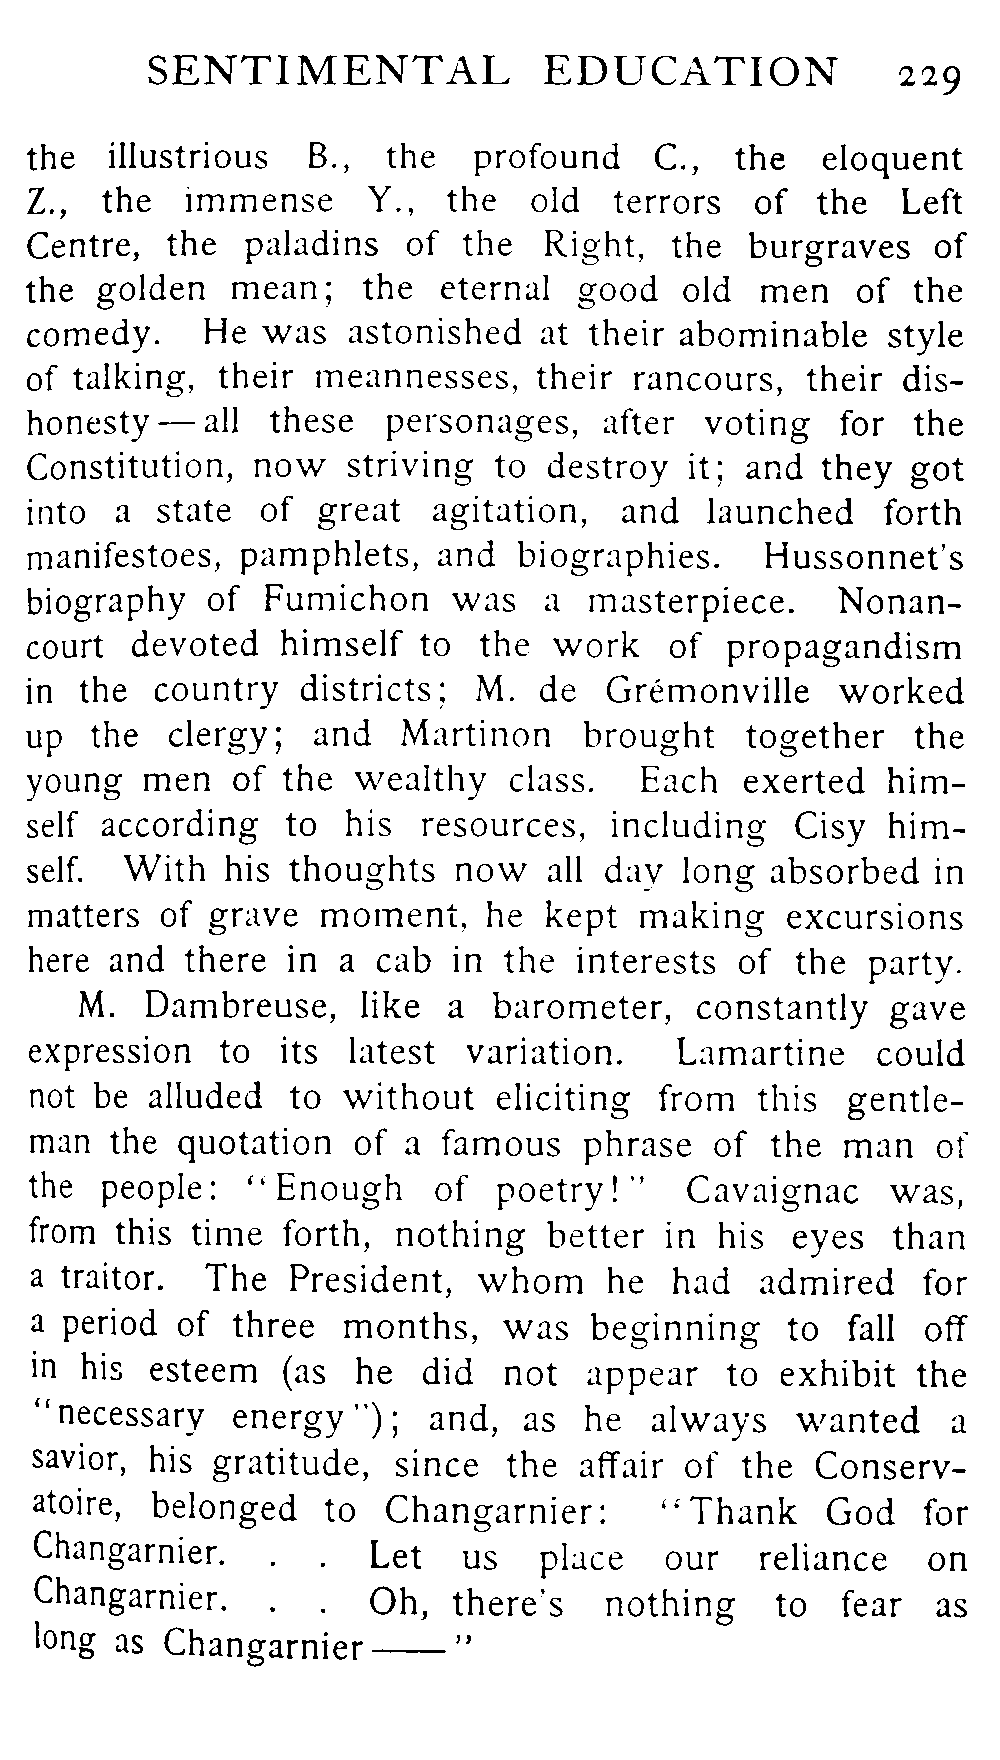 SENTIMENTAL EDUCATION 229
the illustrious B., the profound C., the eloquent
Z., the immense Y., the old terrors of the Left
Centre, the paladins of the Right, the burgraves of
the golden mean; the eternal good old men of the
comedy. He was astonished at their abominable style
of talking, their meannesses, their rancours, their dis-
honesty — all these personages, after voting for the
Constitution, now striving to destroy it; and they got
into a state of great agitation, and launched forth
manifestoes, pamphlets, and biographies. Hussonnet's
biography of Fumichon was a masterpiece. Nonan-
court devoted himself to the work of propagandism
in the country districts; M. de Grémonville worked
up the clergy; and Martinon brought together the
young men of the wealthy class. Each exerted him-
self according to his resources, including Cisy him-
self. With his thoughts now all day long absorbed in
matters of grave moment, he kept making excursions
here and there in a cab in the interests of the party.
M. Dambreuse, like a barometer, constantly gave
expression to its latest variation. Lamartine could
not be alluded to without eliciting from this gentle-
man the quotation of a famous phrase of the man of
the people: "Enough of poetry!" Cavaignac was,
from this time forth, nothing better in his eyes than
a traitor. The President, whom he had admired for
a period of three months, was beginning to fall off
in his esteem (as he did not appear to exhibit the
"necessary energy"); and, as he always wanted a
savior, his gratitude, since the affair of the Conserv-
atoire, belonged to Changarnier: "Thank God for
Changarnier. . . Let us place our reliance on
Changarnier. . . Oh, there's nothing to fear as
long as Changarnier——"